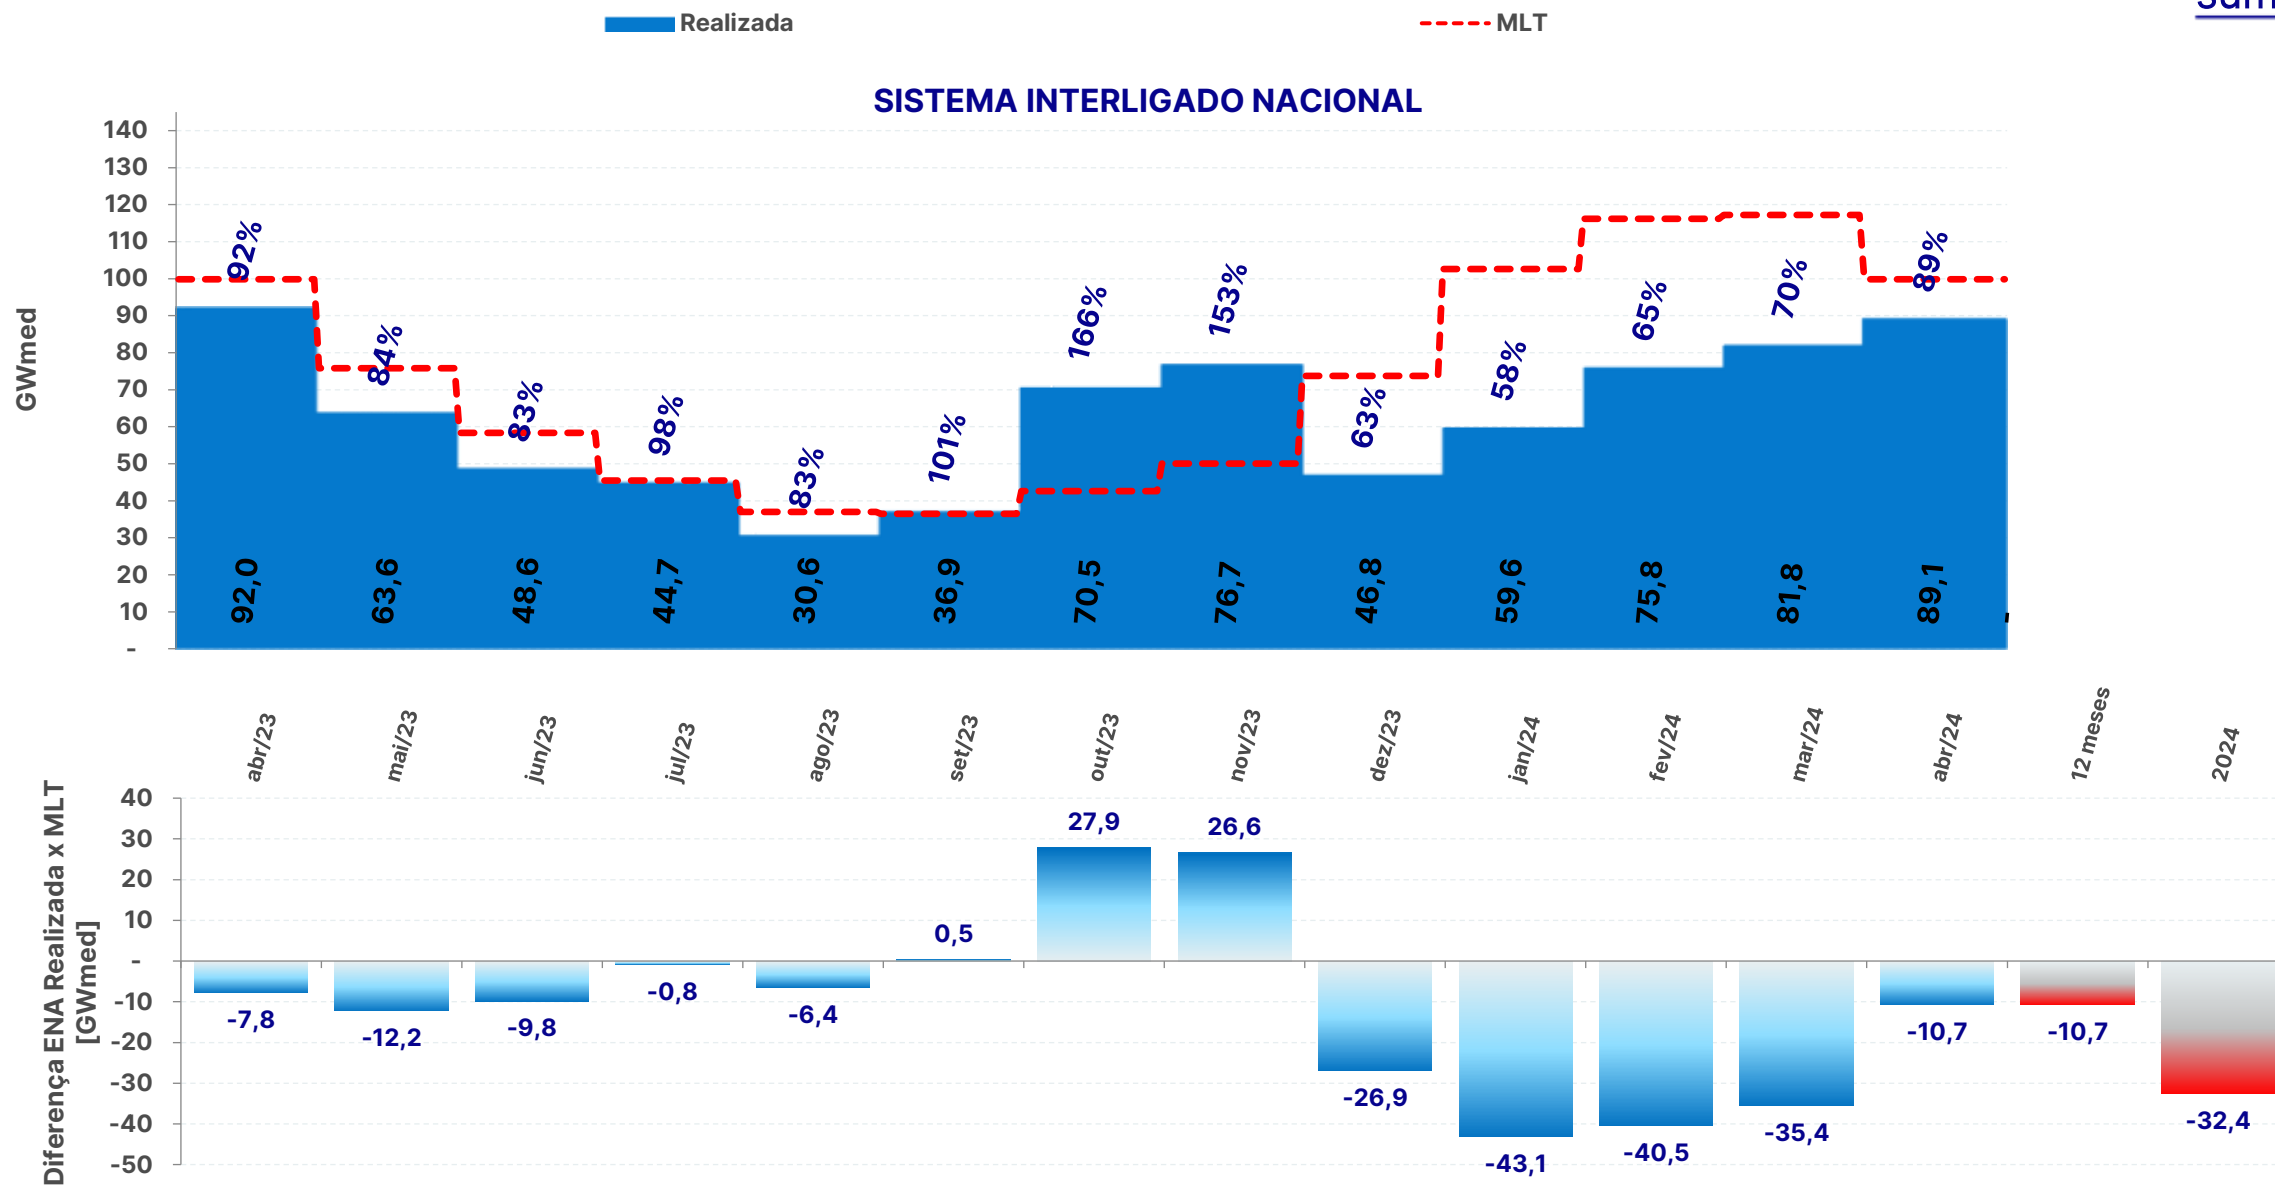 Realizada
MLT
SISTEMA INTERLIGADO NACIONAL
GWmed
140
130
120
110
100
90
80
70
60
50
40
30
20
10
-
92% 84% 83% 98% 83% 101% 166% 153% 63% 58% 65% 70% 89%
92,0 63,6 48,6 44,7 30,6 36,9 70,5 76,7 46,8 59,6 75,8 81,8 89,1 -
abr/23 mai/23 jun/23 jul/23 ago/23 set/23 out/23 nov/23 dez/23 jan/24 fev/24 mar/24 abr/24 12 meses 2024
Diferença ENA Realizada x MLT
[GWmed]
40
30
20
10
-
-10
-20
-30
-40
-50
-7,8 -12,2 -9,8 -0,8 -6,4 0,5 27,9 26,6 -26,9 -43,1 -40,5 -35,4 -10,7 -10,7 -32,4